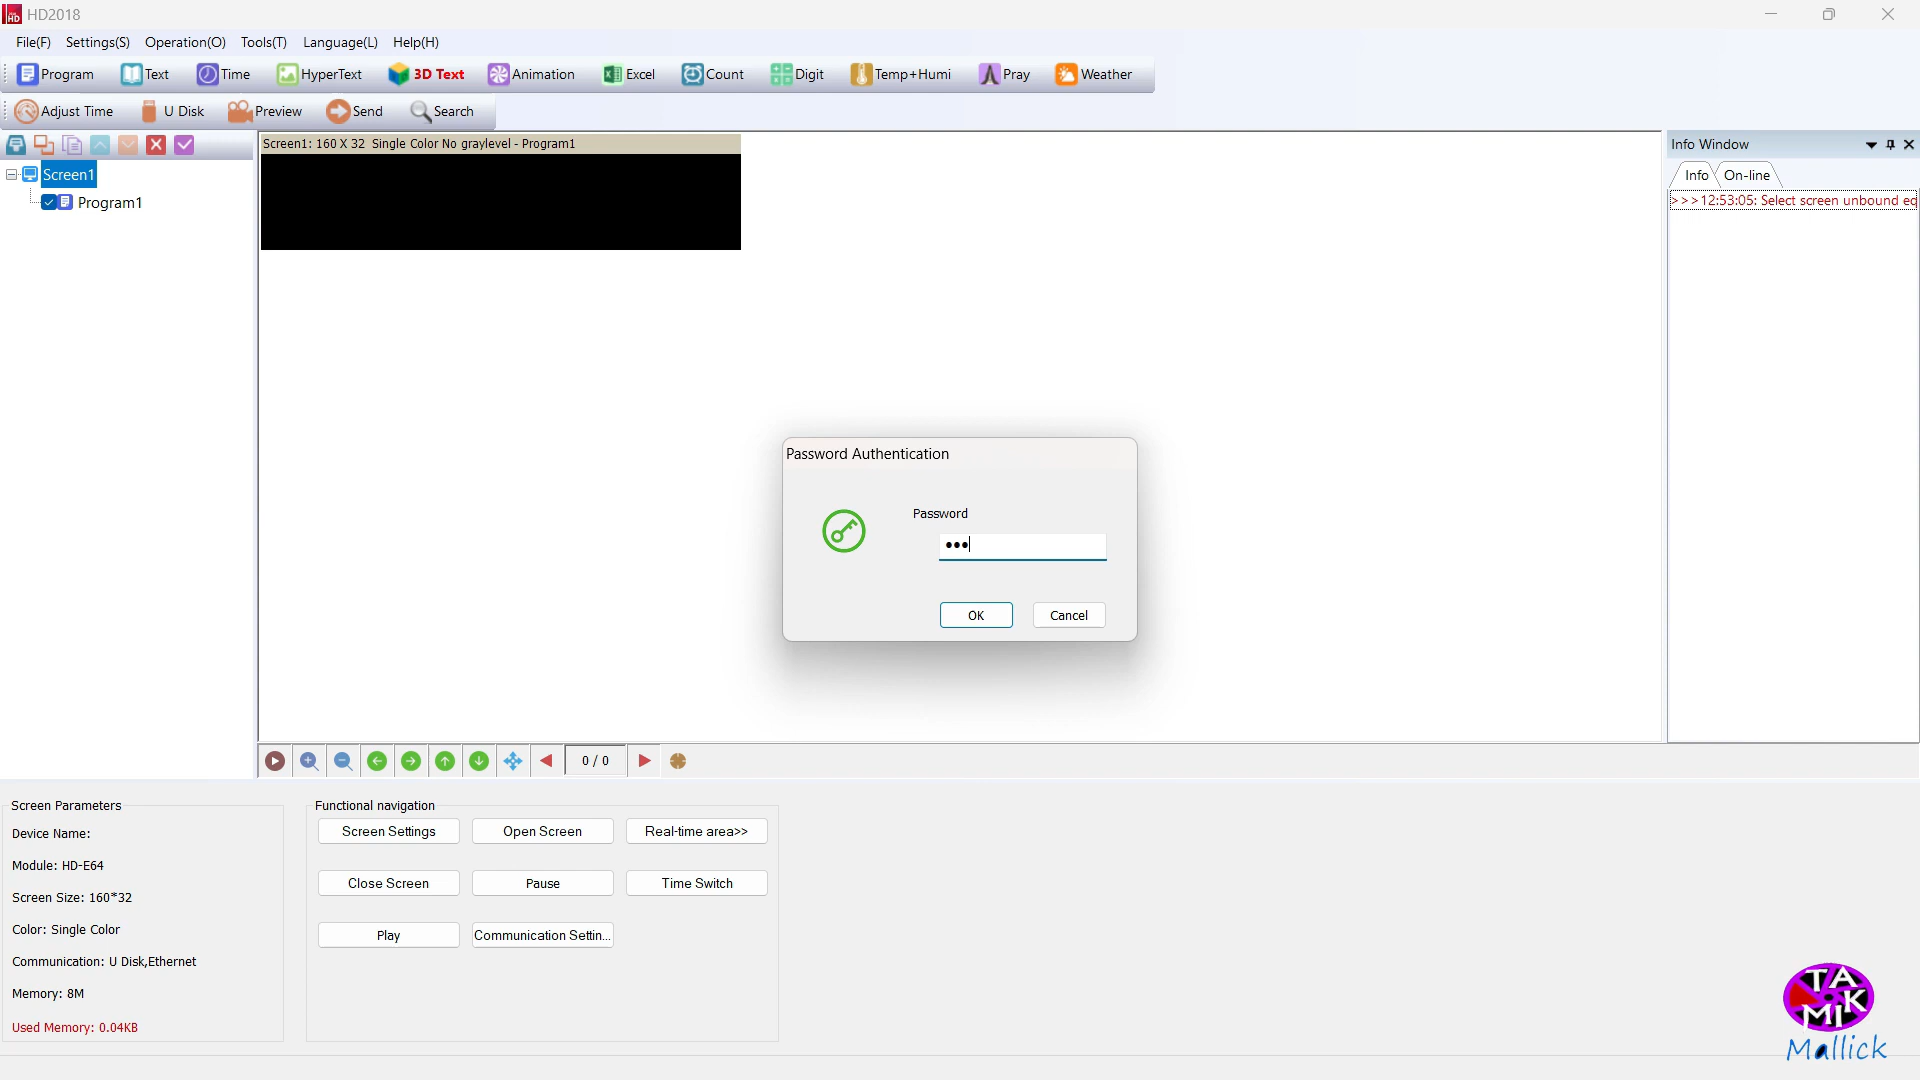 HD2018
File(F) Settings(S) Operation(O) Tools(T) Language(L) Help(H)
Program Text Time HyperText 3D Text Animation Excel Count Digit Temp+Humi Pray Weather
Adjust Time U Disk Preview Send Search
Screen1: 160 X 32 Single Color No graylevel - Program1
Info Window
Screen1
Info On-line
Program1
>>>12:53:05: Select screen unbound eq
Password Authentication
Password
•••
OK Cancel
0 / 0
Screen Parameters
Device Name:
Module: HD-E64
Screen Size: 160*32
Color: Single Color
Communication: U Disk,Ethernet
Memory: 8M
Used Memory: 0.04KB
Functional navigation
Screen Settings Open Screen Real-time area>>
Close Screen Pause Time Switch
Play Communication Settin...
TA
MIK
Mallick